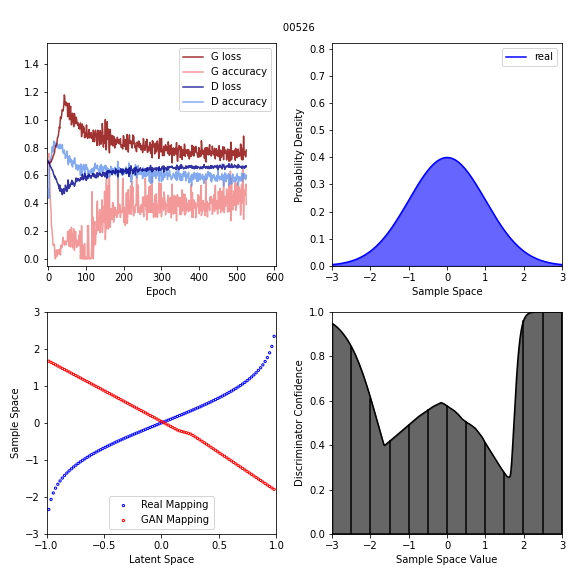 00526
1.4
1.2
1.0
0.8
0.6
0.4
0.2
0.0
0 100 200 300 400 500 600
Epoch
G loss
G accuracy
D loss
D accuracy
0.8
0.7
0.6
0.5
0.4
0.3
0.2
0.1
0.0
−3 −2 −1 0 1 2 3
Sample Space
Probability Density
real
3
2
1
0
−1
−2
−3
−1.0 −0.5 0.0 0.5 1.0
Latent Space
Sample Space
Real Mapping
GAN Mapping
1.0
0.8
0.6
0.4
0.2
0.0
−3 −2 −1 0 1 2 3
Sample Space Value
Discriminator Confidence